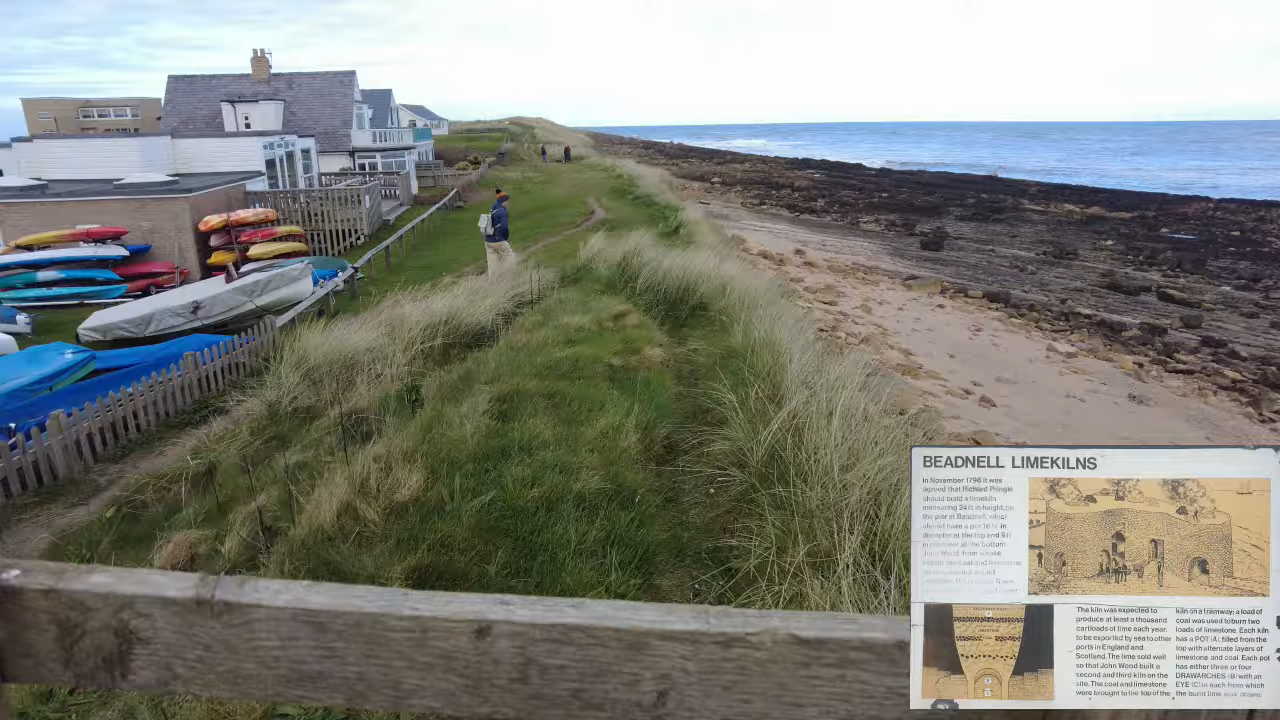 BEADNELL LIMEKILNS
in November 1798 it was
agreed that Richard Pringle
should build a limekiln
measuring 24ft in height, on
the pier at Beadnell, which
should have a pot
diameter at the top and
in diameter at the bottom
John Wood, from whose
coal and limestone
The kiln was expected to
produce at least a thousand
cartloads of lime each year,
to be exported by sea to other
ports in England and
Scotland. The lime sold well
so that John Wood built a
second and third kiln on the
site. The coal and limestone
were brought to the top of the
kiln on a tramway; a load of
coal was used to burn two
loads of limestone. Each kiln
has a POT (A), filled from the
top with alternate layers of
limestone and coal. Each pot
has either three or four
DRAWARCHES (B) with an
EYE (C) in each from which
the burnt lime was drawn